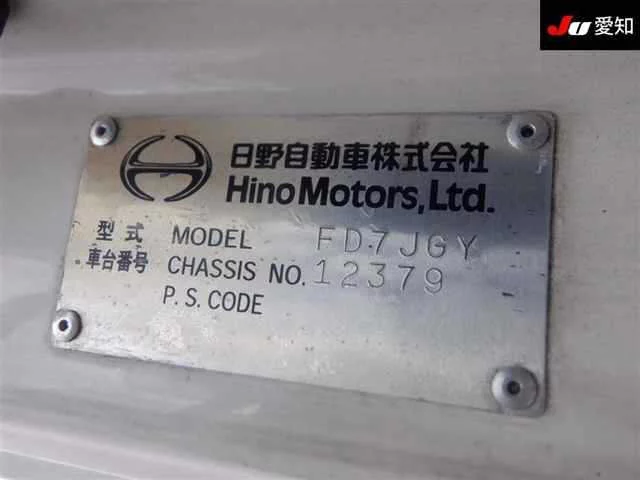 JU 愛知
日野自動車株式会社
Hino Motors, Ltd.
型式 MODEL FD7JGY
車台番号 CHASSIS NO. 12379
P. S. CODE